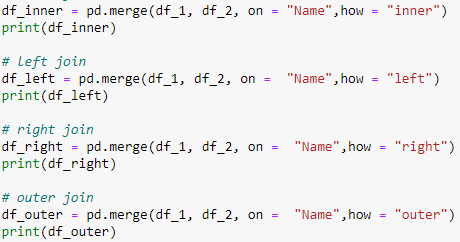 df_inner = pd.merge(df_1, df_2, on = "Name",how = "inner")
print(df_inner)
# left join
df_left = pd.merge(df_1, df_2, on =  "Name",how = "left")
print(df_left)
# right join
df_right = pd.merge(df_1, df_2, on =  "Name",how = "right")
print(df_right)
# outer join
df_outer = pd.merge(df_1, df_2, on =  "Name",how = "outer")
print(df_outer)